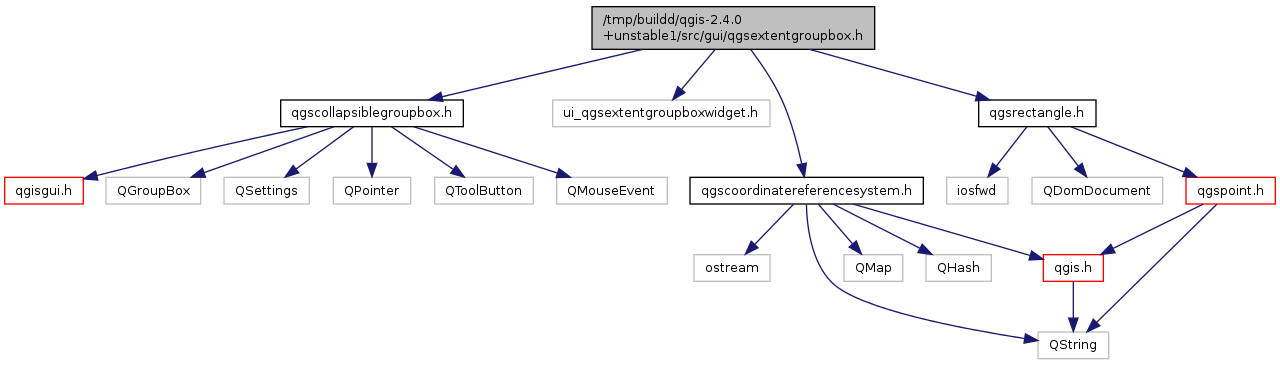 /tmp/buildd/qgis-2.4.0
+unstable1/src/gui/qgsextentgroupbox.h
qgscollapsiblegroupbox.h
ui_qgsextentgroupboxwidget.h
qgsrectangle.h
qgisgui.h
QGroupBox
QSettings
QPointer
QToolButton
QMouseEvent
qgscoordinatereferencesystem.h
iosfwd
QDomDocument
qgspoint.h
ostream
QMap
QHash
qgis.h
QString